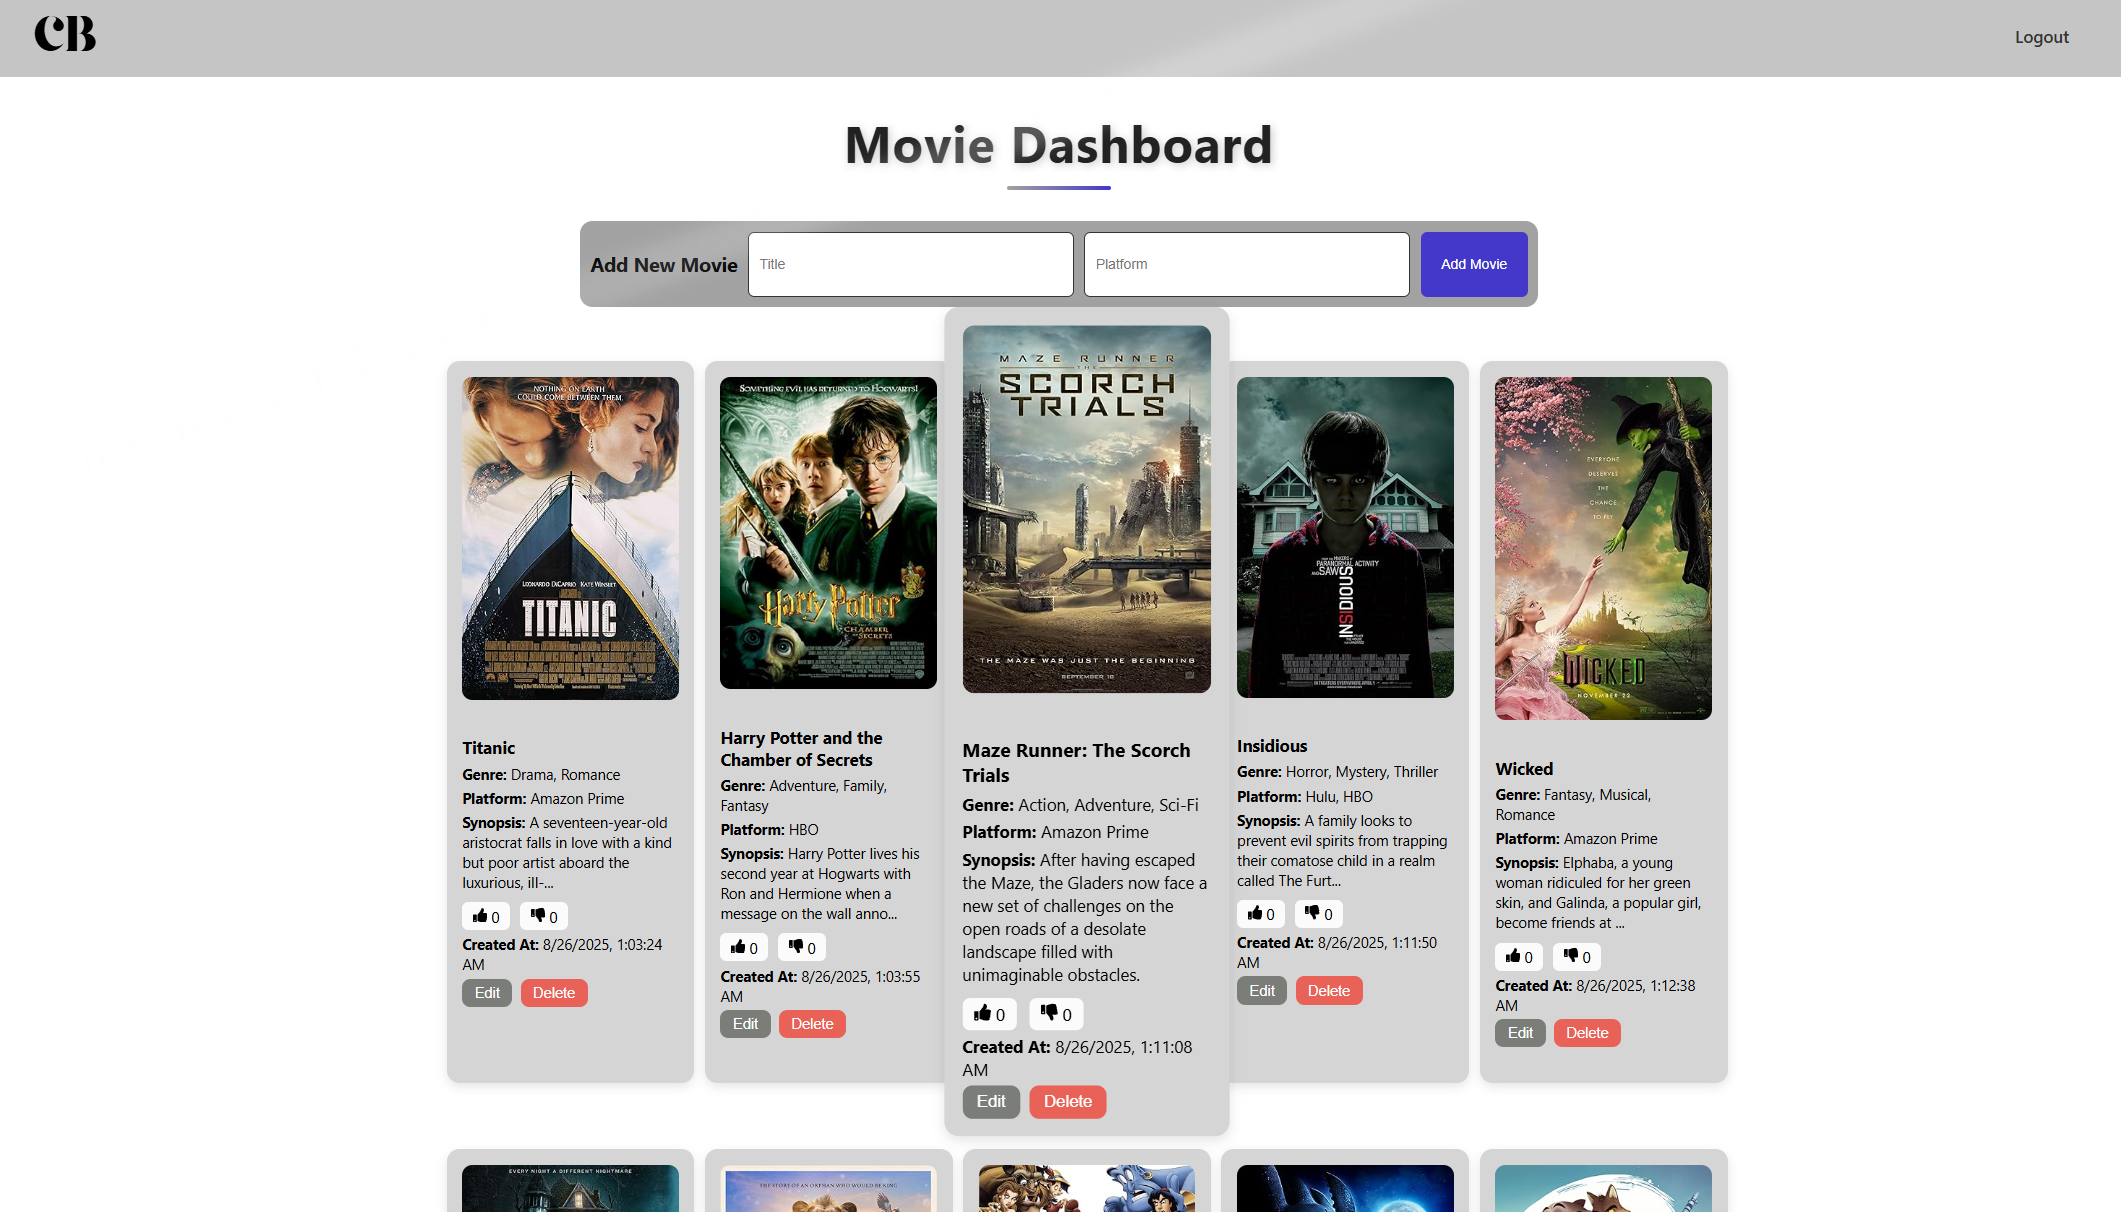 CB
Logout
Movie Dashboard
Add New Movie
Title
Platform
Add Movie
NOTHING ON EARTH
COULD COME BETWEEN THEM.
LEONARDO DICAPRIO KATE WINSLET
TITANIC
Titanic
Genre: Drama, Romance
Platform: Amazon Prime
Synopsis: A seventeen-year-old
aristocrat falls in love with a kind
but poor artist aboard the
luxurious, ill-...
0 0
Created At: 8/26/2025, 1:03:24
AM
Edit Delete
SOMETHING EVIL HAS RETURNED TO HOGWARTS!
Harry Potter
CHAMBER
OF SECRETS
Harry Potter and the
Chamber of Secrets
Genre: Adventure, Family,
Fantasy
Platform: HBO
Synopsis: Harry Potter lives his
second year at Hogwarts with
Ron and Hermione when a
message on the wall anno...
0 0
Created At: 8/26/2025, 1:03:55
AM
Edit Delete
MAZE RUNNER
THE
SCORCH
TRIALS
THE MAZE WAS JUST THE BEGINNING
SEPTEMBER 18
Maze Runner: The Scorch
Trials
Genre: Action, Adventure, Sci-Fi
Platform: Amazon Prime
Synopsis: After having escaped
the Maze, the Gladers now face a
new set of challenges on the
open roads of a desolate
landscape filled with
unimaginable obstacles.
0 0
Created At: 8/26/2025, 1:11:08
AM
Edit Delete
FROM THE MAKERS OF
PARANORMAL ACTIVITY
AND SAW
INSIDIOUS
Insidious
Genre: Horror, Mystery, Thriller
Platform: Hulu, HBO
Synopsis: A family looks to
prevent evil spirits from trapping
their comatose child in a realm
called The Furt...
0 0
Created At: 8/26/2025, 1:11:50
AM
Edit Delete
EVERYONE
DESERVES
THE
CHANCE
TO FLY
WICKED
NOVEMBER 22
Wicked
Genre: Fantasy, Musical,
Romance
Platform: Amazon Prime
Synopsis: Elphaba, a young
woman ridiculed for her green
skin, and Galinda, a popular girl,
become friends at ...
0 0
Created At: 8/26/2025, 1:12:38
AM
Edit Delete
EVERY NIGHT A DIFFERENT NIGHTMARE
THE STORY OF AN ORPHAN WHO WOULD BE KING